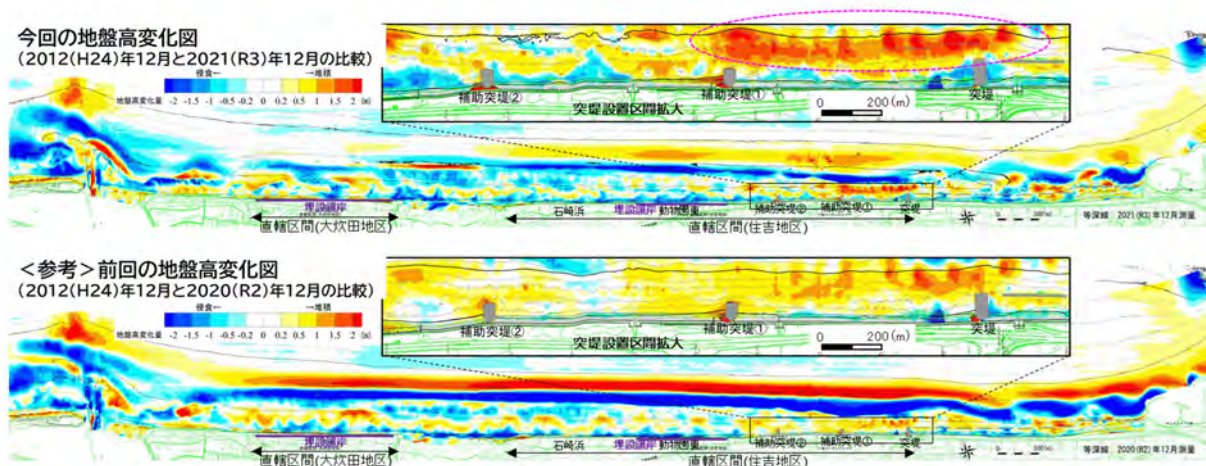 今回の地盤高変化図
(2012(H24)年12月と2021(R3)年12月の比較)
侵食← →堆積
地盤高変化量 -2 -1 -0.5 -0.2 0 0.2 0.5 1 2 (m)
補助突堤② 補助突堤① 突堤
突堤設置区間拡大
0 200(m)
埋設護岸
石崎浜 埋設護岸 動物園東 補助突堤② 補助突堤① 突堤
直轄区間(大炊田地区) 直轄区間(住吉地区)
等深線：2021(R3)年12月測量
<参考>前回の地盤高変化図
(2012(H24)年12月と2020(R2)年12月の比較)
侵食← →堆積
地盤高変化量 -2 -1 -0.5 -0.2 0 0.2 0.5 1 2 (m)
補助突堤② 補助突堤① 突堤
突堤設置区間拡大
0 200(m)
埋設護岸
石崎浜 埋設護岸 動物園東 補助突堤② 補助突堤① 突堤
直轄区間(大炊田地区) 直轄区間(住吉地区)
等深線：2020(R2)年12月測量